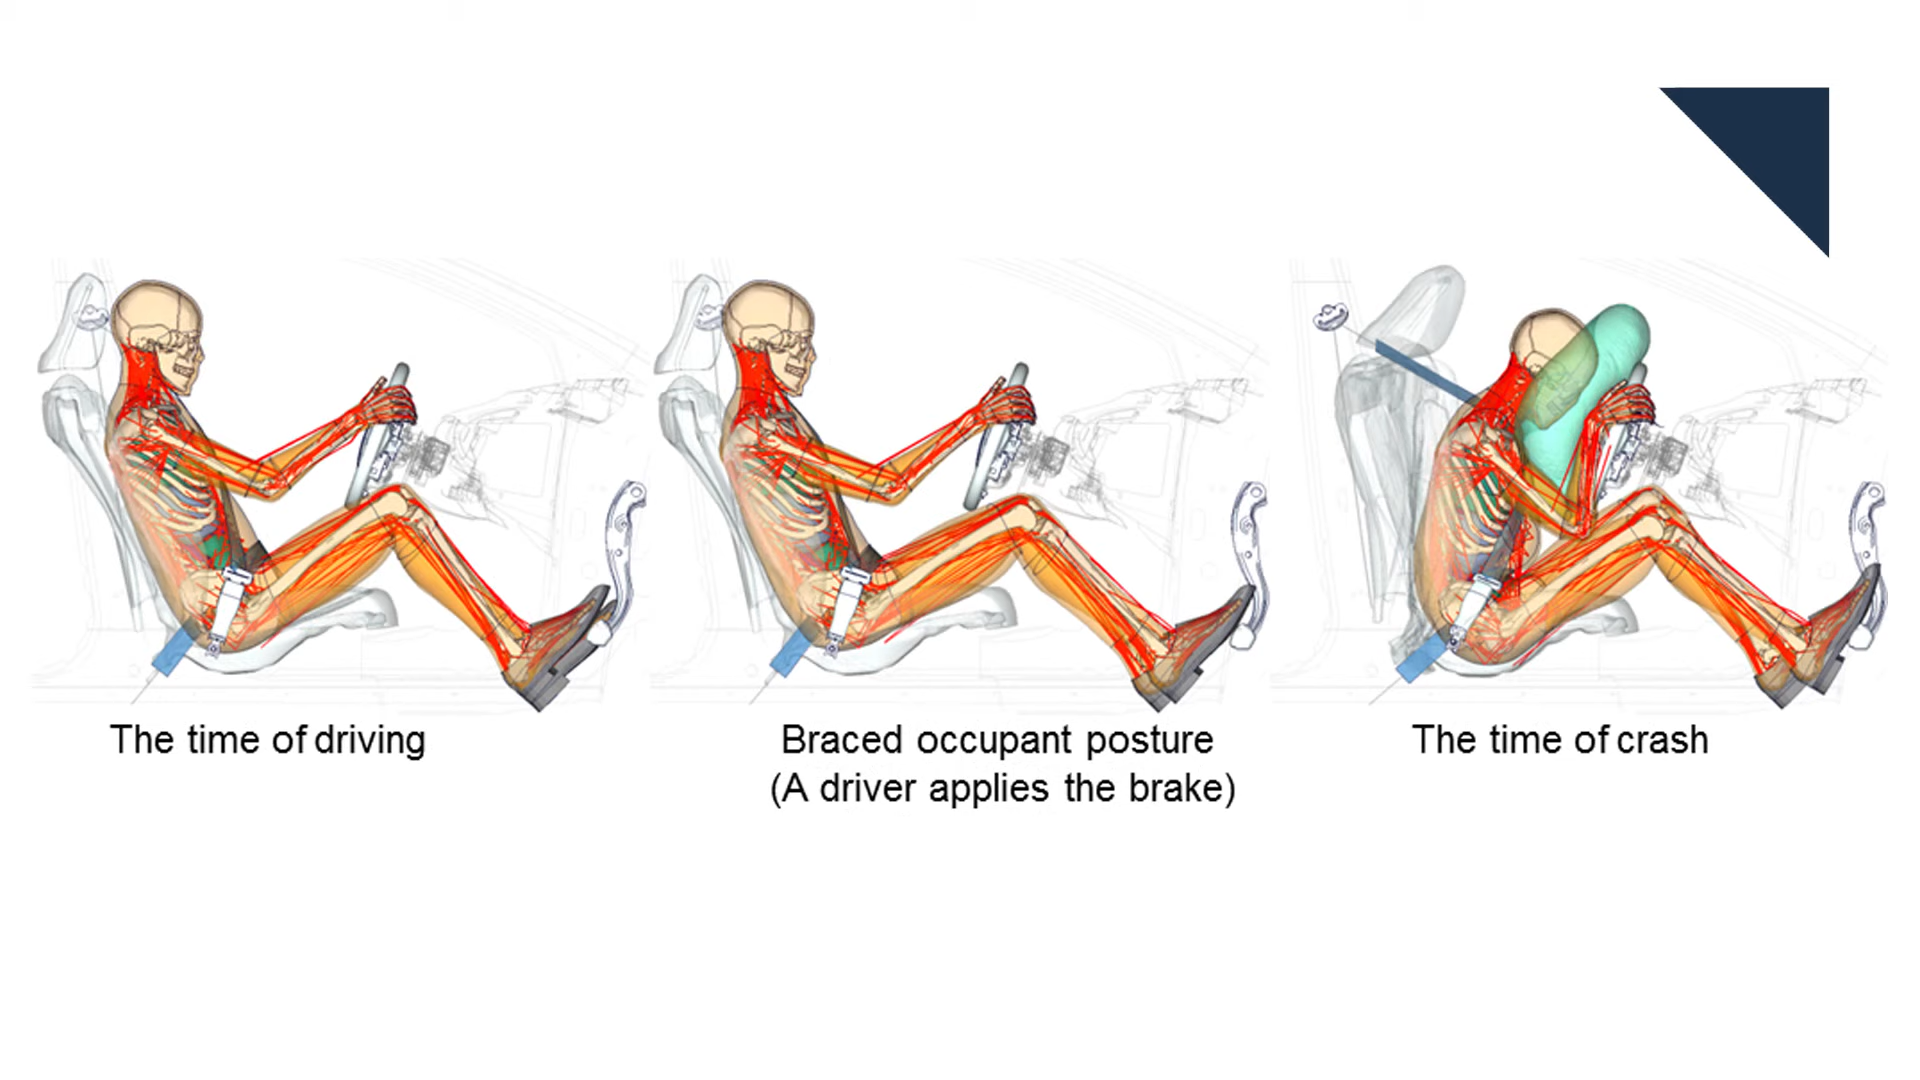 The time of driving
Braced occupant posture
(A driver applies the brake)
The time of crash